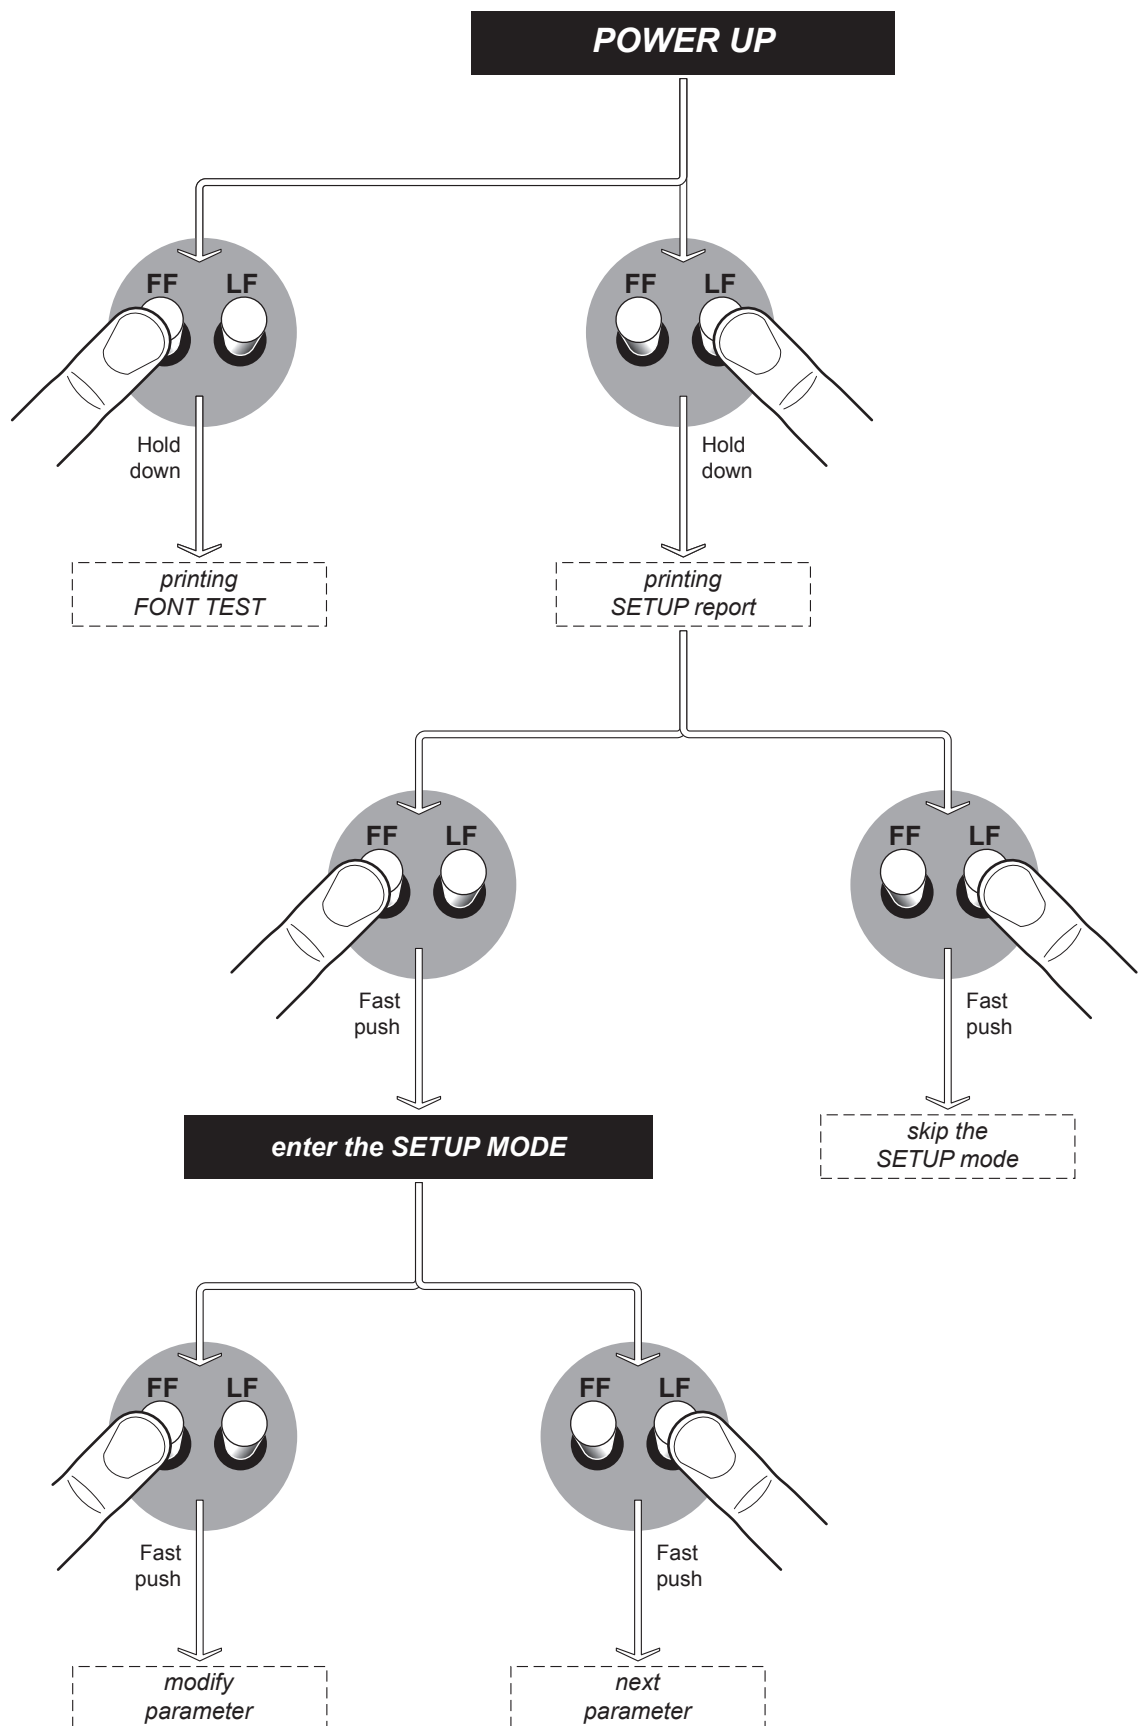 POWER UP
FF LF
FF LF
Hold
down
Hold
down
printing
FONT TEST
printing
SETUP report
FF LF
FF LF
Fast
push
Fast
push
enter the SETUP MODE
skip the
SETUP mode
FF LF
FF LF
Fast
push
Fast
push
modify
parameter
next
parameter